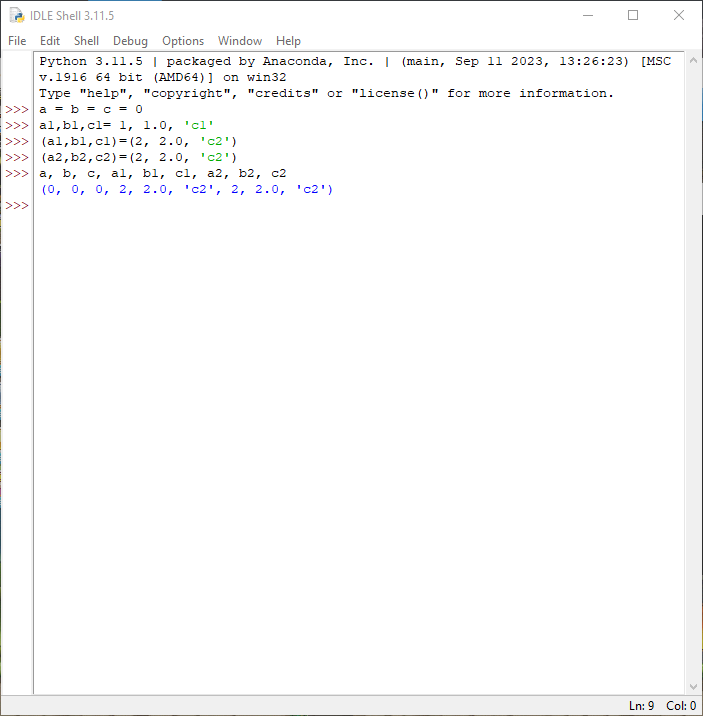 IDLE Shell 3.11.5
File Edit Shell Debug Options Window Help
Python 3.11.5 | packaged by Anaconda, Inc. | (main, Sep 11 2023, 13:26:23) [MSC
v.1916 64 bit (AMD64)] on win32
Type "help", "copyright", "credits" or "license()" for more information.
>>> a = b = c = 0
>>> a1,b1,c1= 1, 1.0, 'c1'
>>> (a1,b1,c1)=(2, 2.0, 'c2')
>>> (a2,b2,c2)=(2, 2.0, 'c2')
>>> a, b, c, a1, b1, c1, a2, b2, c2
(0, 0, 0, 2, 2.0, 'c2', 2, 2.0, 'c2')
>>>
Ln: 9 Col: 0